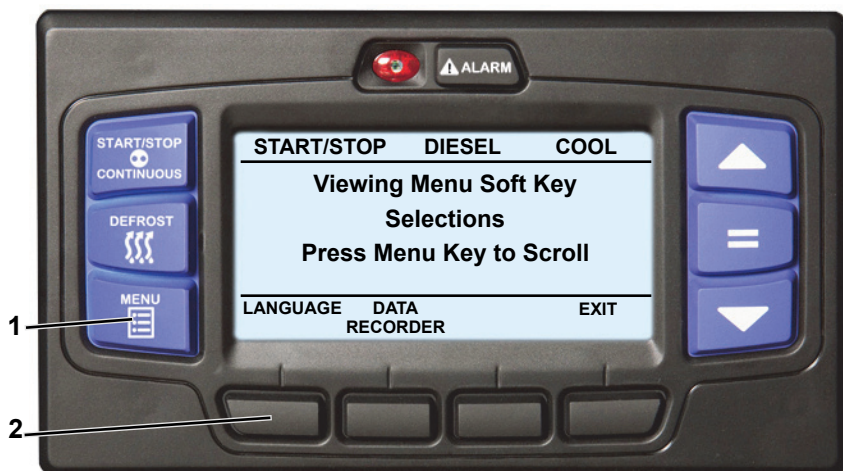 ALARM
START/STOP
CONTINUOUS
DEFROST
MENU
START/STOP DIESEL COOL
Viewing Menu Soft Key
Selections
Press Menu Key to Scroll
LANGUAGE DATA RECORDER EXIT
=
1
2